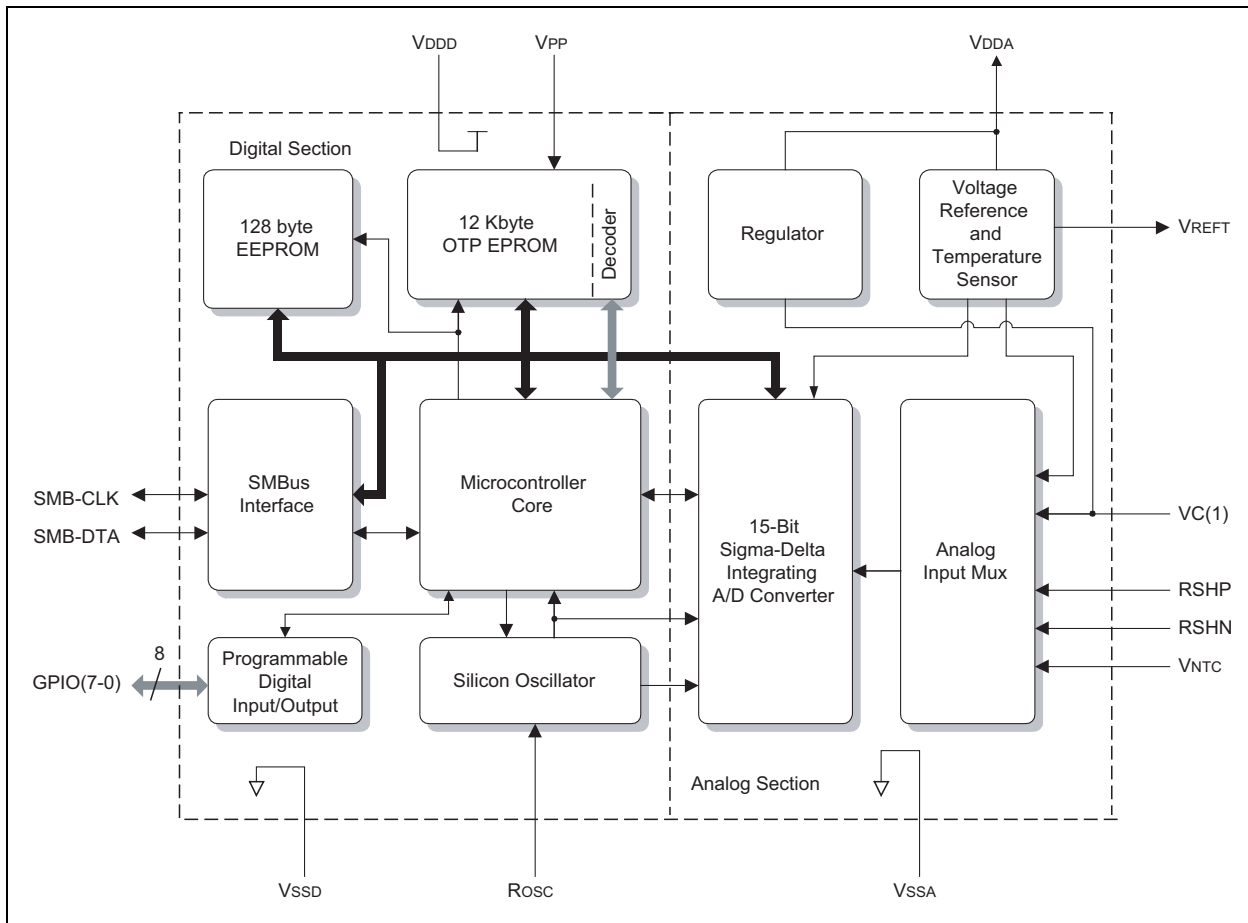 VDDD
VPP
VDDA
Digital Section
128 byte
EEPROM
12 Kbyte
OTP EPROM
Decoder
Regulator
Voltage
Reference
and
Temperature
Sensor
VREFT
SMB-CLK
SMB-DTA
SMBus
Interface
Microcontroller
Core
15-Bit
Sigma-Delta
Integrating
A/D Converter
Analog
Input Mux
VC(1)
RSHP
RSHN
VNTC
GPIO(7-0)
8
Programmable
Digital
Input/Output
Silicon Oscillator
Analog Section
VSSD
ROSC
VSSA